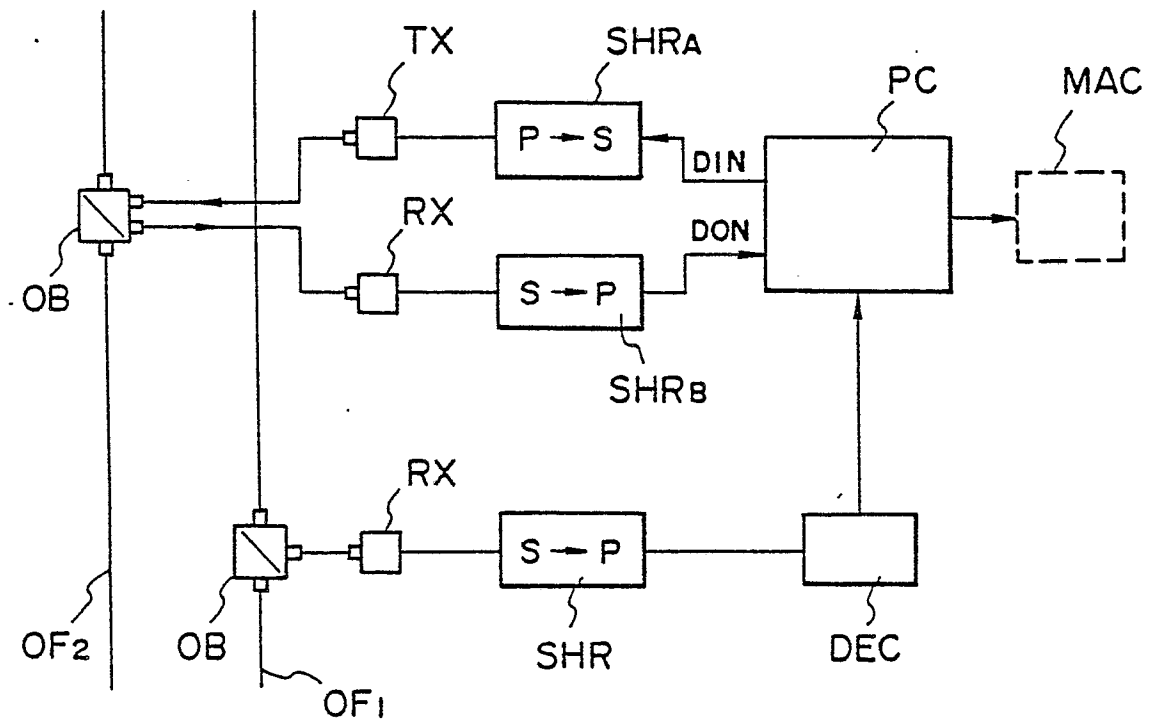 TX
SHRA
PC
MAC
P → S
DIN
RX
DON
OB
S → P
SHRB
RX
S → P
OF2
OB
SHR
DEC
OF1